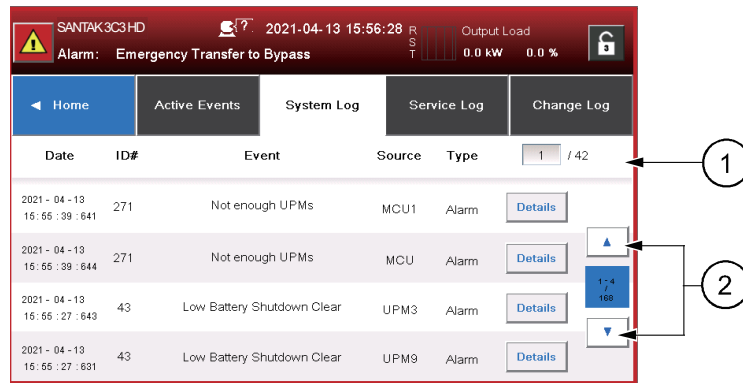 SANTAK 3C3 HD ? 2021-04-13 15:56:28 R S T Output Load
Alarm: Emergency Transfer to Bypass 0.0 kW 0.0 % 3
◄ Home Active Events System Log Service Log Change Log
Date ID# Event Source Type 1 / 42
1
2021 - 04 - 13
15 : 55 : 39 : 641
271 Not enough UPMs MCU1 Alarm Details
2021 - 04 - 13
15 : 55 : 39 : 644
271 Not enough UPMs MCU Alarm Details
▲
1 - 4
/
168
▼
2
2021 - 04 - 13
15 : 55 : 27 : 643
43 Low Battery Shutdown Clear UPM3 Alarm Details
2021 - 04 - 13
15 : 55 : 27 : 631
43 Low Battery Shutdown Clear UPM9 Alarm Details